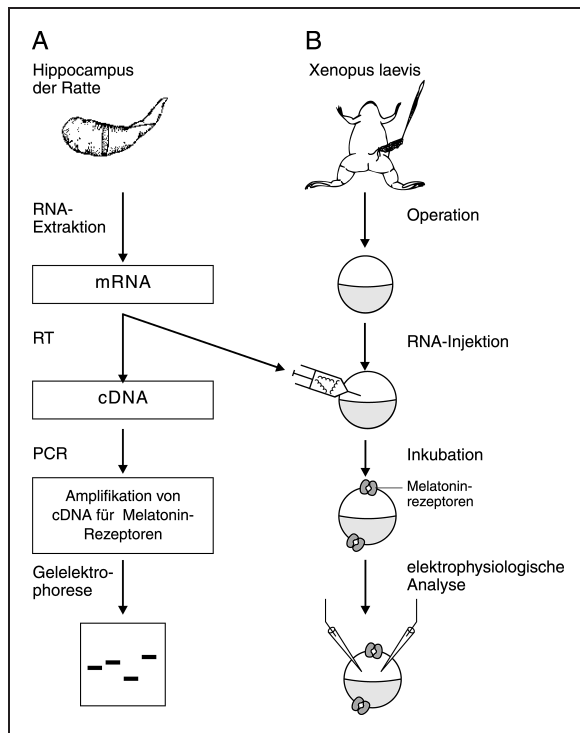 A
Hippocampus
der Ratte
RNA-
Extraktion
mRNA
RT
cDNA
PCR
Amplifikation von
cDNA für Melatonin-
Rezeptoren
Gelelektro-
phorese
B
Xenopus laevis
Operation
RNA-Injektion
Inkubation
Melatonin-
rezeptoren
elektrophysiologische
Analyse